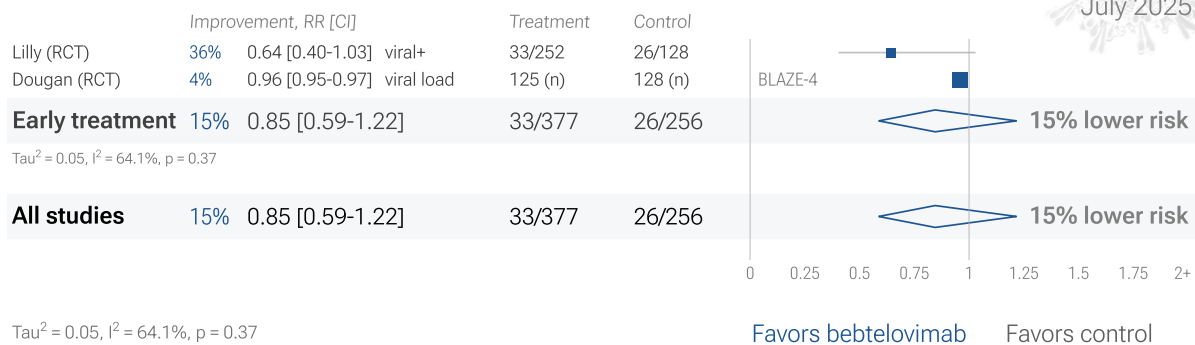 July 2025
Improvement, RR [CI] Treatment Control
Lilly (RCT) 36% 0.64 [0.40-1.03] viral+ 33/252 26/128
Dougan (RCT) 4% 0.96 [0.95-0.97] viral load 125 (n) 128 (n) BLAZE-4
Early treatment 15% 0.85 [0.59-1.22] 33/377 26/256 15% lower risk
Tau² = 0.05, I² = 64.1%, p = 0.37
All studies 15% 0.85 [0.59-1.22] 33/377 26/256 15% lower risk
0 0.25 0.5 0.75 1 1.25 1.5 1.75 2+
Tau² = 0.05, I² = 64.1%, p = 0.37 Favors bebtelovimab Favors control